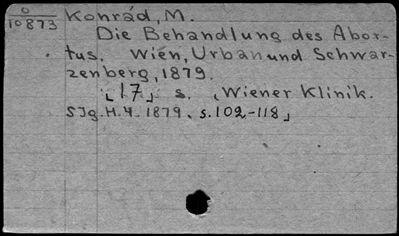 O
10873
Konrád, M.
Die Behandlung des Abor-
tus. Wien, Urban und Schwar-
zenberg, 1879.
[17] s. [Wiener Klinik.
5Jg. H. 4. 1879. s. 102-118]